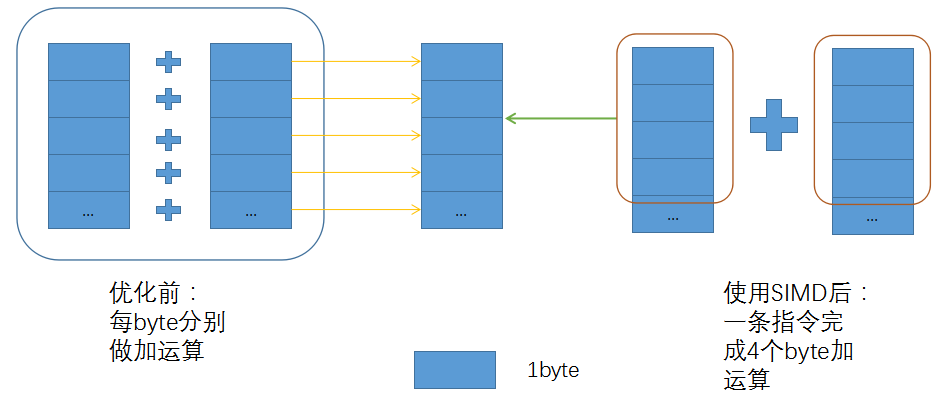 ...
...
...
...
...
优化前：
每byte分别
做加运算
使用SIMD后：
一条指令完
成4个byte加
运算
1byte